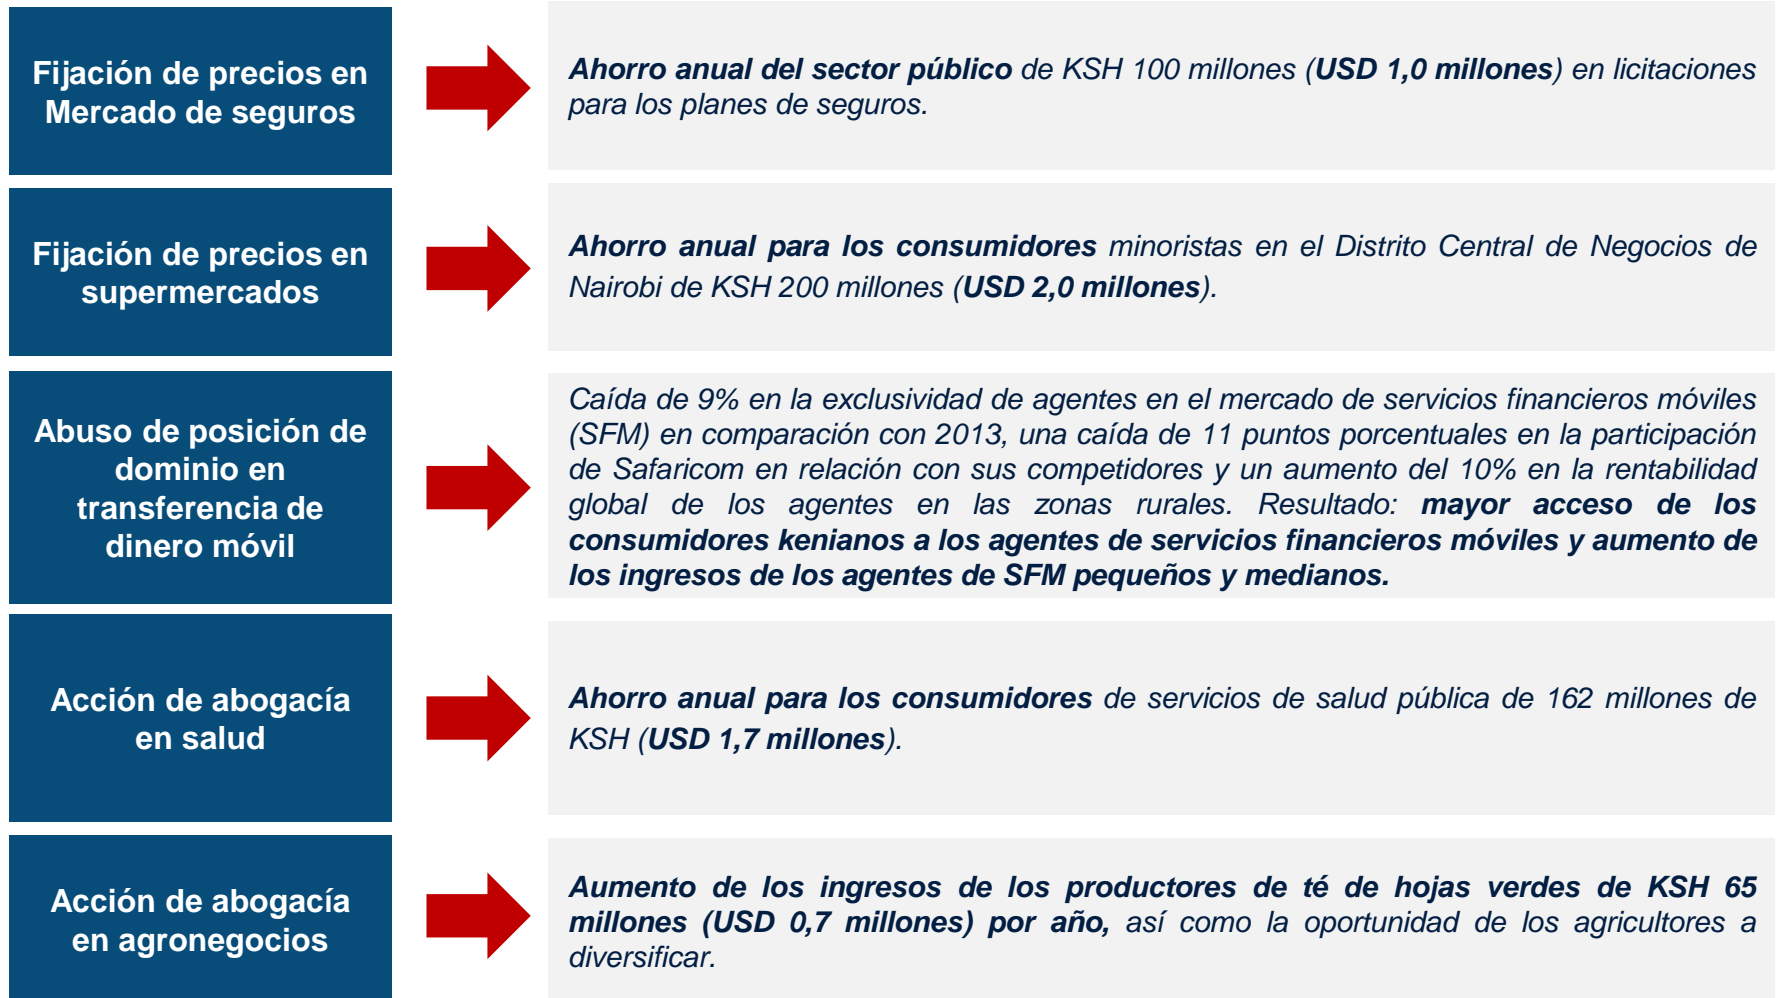 Fijación de precios en
Mercado de seguros
Ahorro anual del sector público de KSH 100 millones (USD 1,0 millones) en licitaciones
para los planes de seguros.
Fijación de precios en
supermercados
Ahorro anual para los consumidores minoristas en el Distrito Central de Negocios de
Nairobi de KSH 200 millones (USD 2,0 millones).
Abuso de posición de
dominio en
transferencia de
dinero móvil
Caída de 9% en la exclusividad de agentes en el mercado de servicios financieros móviles
(SFM) en comparación con 2013, una caída de 11 puntos porcentuales en la participación
de Safaricom en relación con sus competidores y un aumento del 10% en la rentabilidad
global de los agentes en las zonas rurales. Resultado: mayor acceso de los
consumidores kenianos a los agentes de servicios financieros móviles y aumento de
los ingresos de los agentes de SFM pequeños y medianos.
Acción de abogacía
en salud
Ahorro anual para los consumidores de servicios de salud pública de 162 millones de
KSH (USD 1,7 millones).
Acción de abogacía
en agronegocios
Aumento de los ingresos de los productores de té de hojas verdes de KSH 65
millones (USD 0,7 millones) por año, así como la oportunidad de los agricultores a
diversificar.